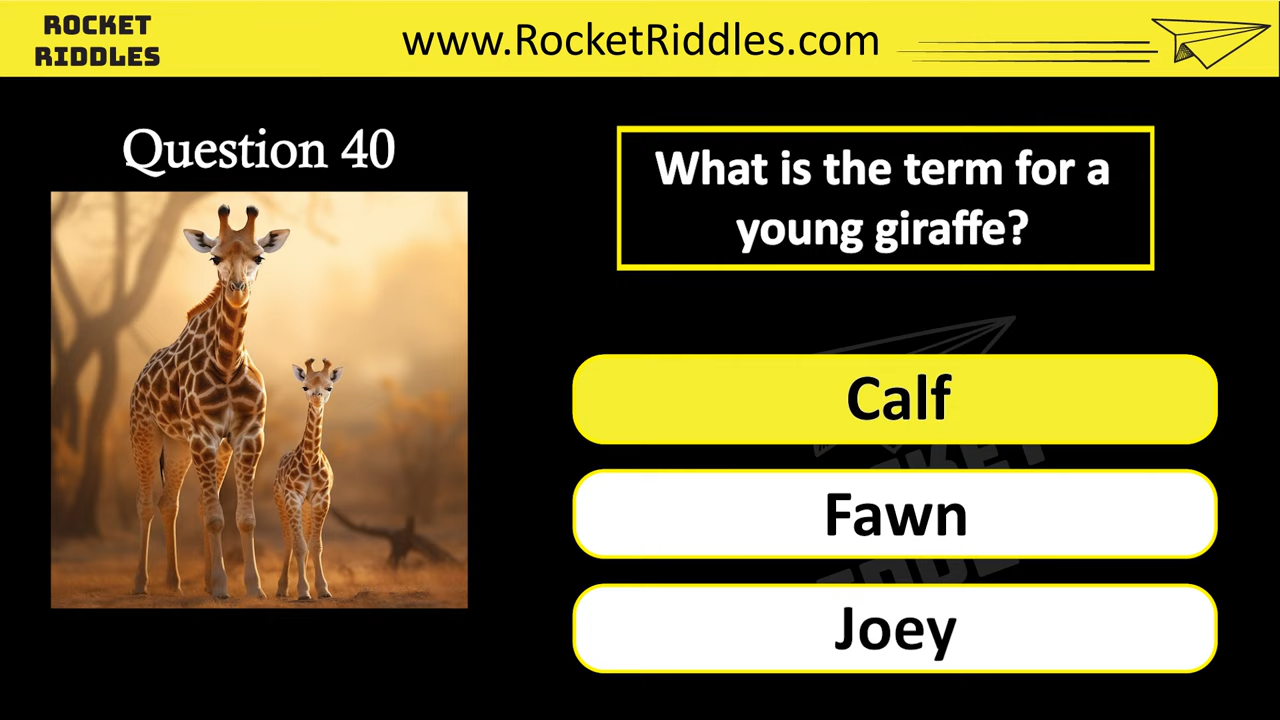 ROCKET
RIDDLES
www.RocketRiddles.com
Question 40
What is the term for a
young giraffe?
Calf
Fawn
Joey